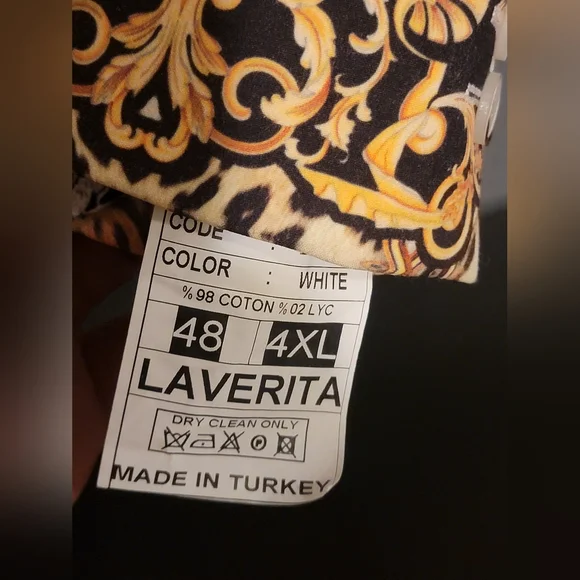 CODE :
COLOR : WHITE
%98 COTON %02 LYC
48 4XL
LAVERITA
DRY CLEAN ONLY
P
MADE IN TURKEY